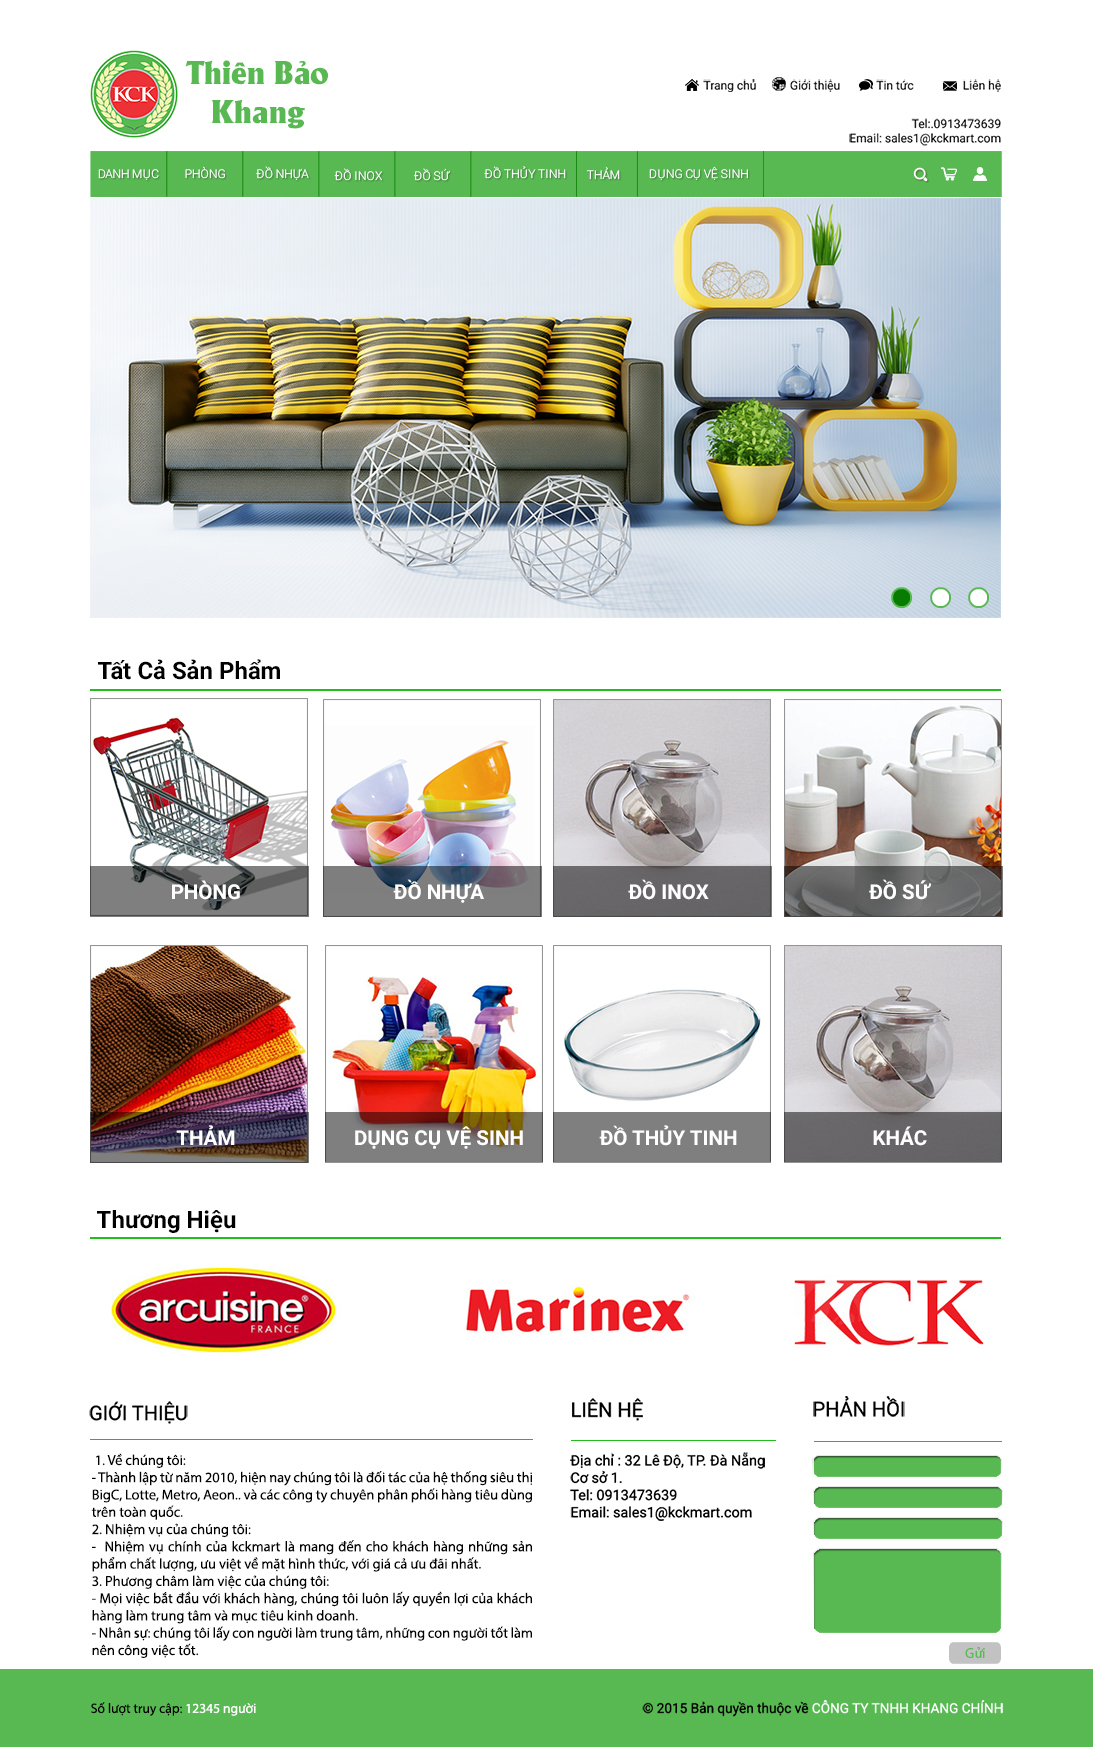 KCK
Thiên Bảo
Khang
Trang chủ Giới thiệu Tin tức Liên hệ
Tel:.0913473639
Email: sales1@kckmart.com
DANH MỤC PHÒNG ĐỒ NHỰA ĐỒ INOX ĐỒ SỨ ĐỒ THỦY TINH THẢM DỤNG CỤ VỆ SINH
Tất Cả Sản Phẩm
PHÒNG ĐỒ NHỰA ĐỒ INOX ĐỒ SỨ
THẢM DỤNG CỤ VỆ SINH ĐỒ THỦY TINH KHÁC
Thương Hiệu
arcuisine®
FRANCE
Marinex®
KCK
GIỚI THIỆU
1. Về chúng tôi:
- Thành lập từ năm 2010, hiện nay chúng tôi là đối tác của hệ thống siêu thị
BigC, Lotte, Metro, Aeon.. và các công ty chuyên phân phối hàng tiêu dùng
trên toàn quốc.
2. Nhiệm vụ của chúng tôi:
- Nhiệm vụ chính của kckmart là mang đến cho khách hàng những sản
phẩm chất lượng, ưu việt về mặt hình thức, với giá cả ưu đãi nhất.
3. Phương châm làm việc của chúng tôi:
- Mọi việc bắt đầu với khách hàng, chúng tôi luôn lấy quyền lợi của khách
hàng làm trung tâm và mục tiêu kinh doanh.
- Nhân sự: chúng tôi lấy con người làm trung tâm, những con người tốt làm
nên công việc tốt.
LIÊN HỆ
Địa chỉ : 32 Lê Độ, TP. Đà Nẵng
Cơ sở 1.
Tel: 0913473639
Email: sales1@kckmart.com
PHẢN HỒI
Gửi
Số lượt truy cập: 12345 người
© 2015 Bản quyền thuộc về CÔNG TY TNHH KHANG CHÍNH